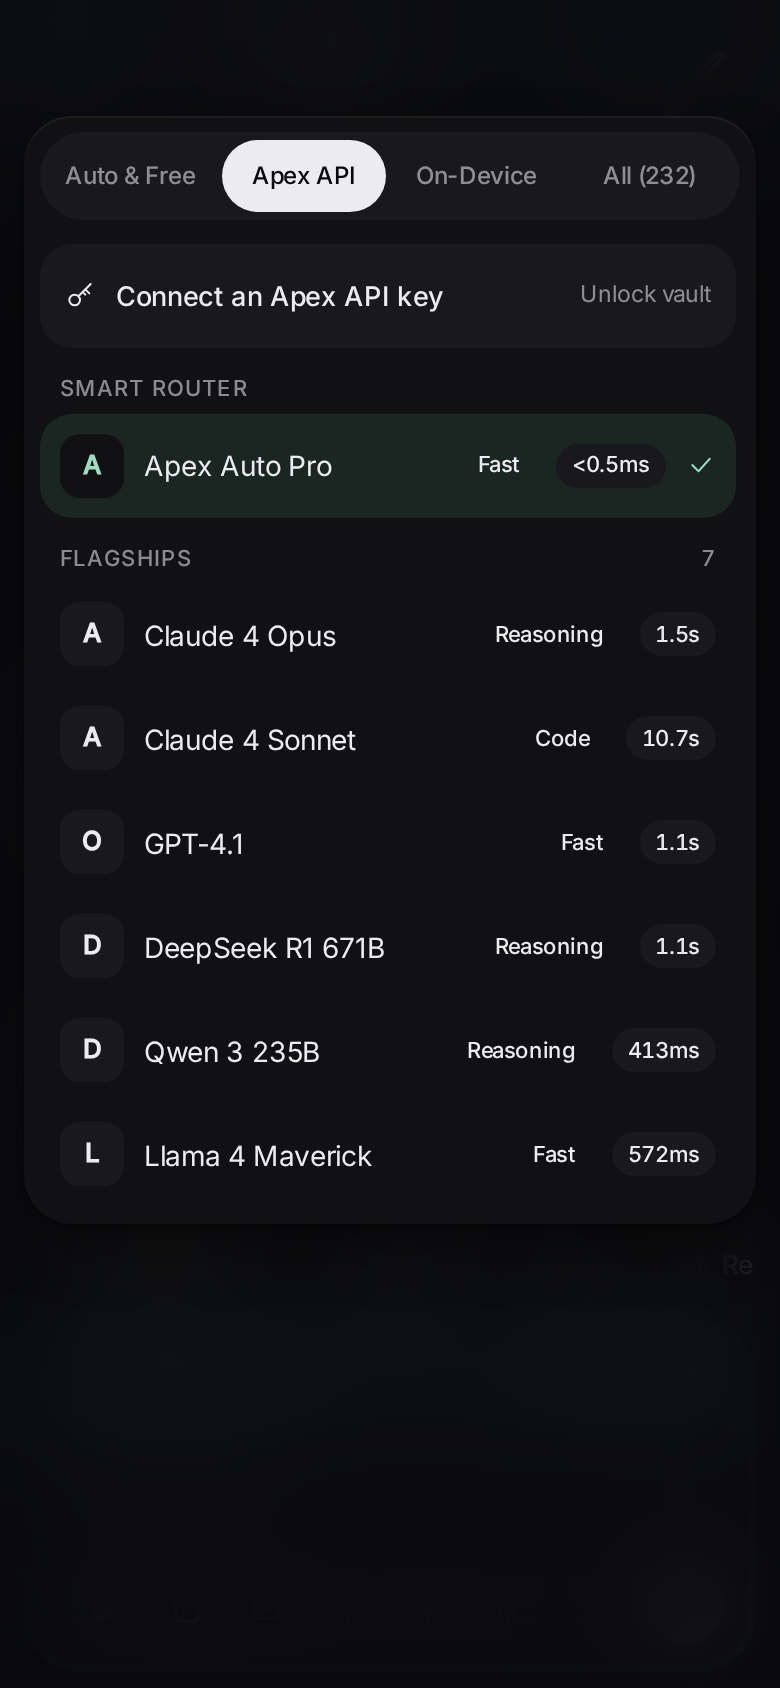 Auto & Free Apex API On-Device All (232)
Connect an Apex API key Unlock vault
SMART ROUTER
A Apex Auto Pro Fast <0.5ms
FLAGSHIPS 7
A Claude 4 Opus Reasoning 1.5s
A Claude 4 Sonnet Code 10.7s
O GPT-4.1 Fast 1.1s
D DeepSeek R1 671B Reasoning 1.1s
D Qwen 3 235B Reasoning 413ms
L Llama 4 Maverick Fast 572ms
Re